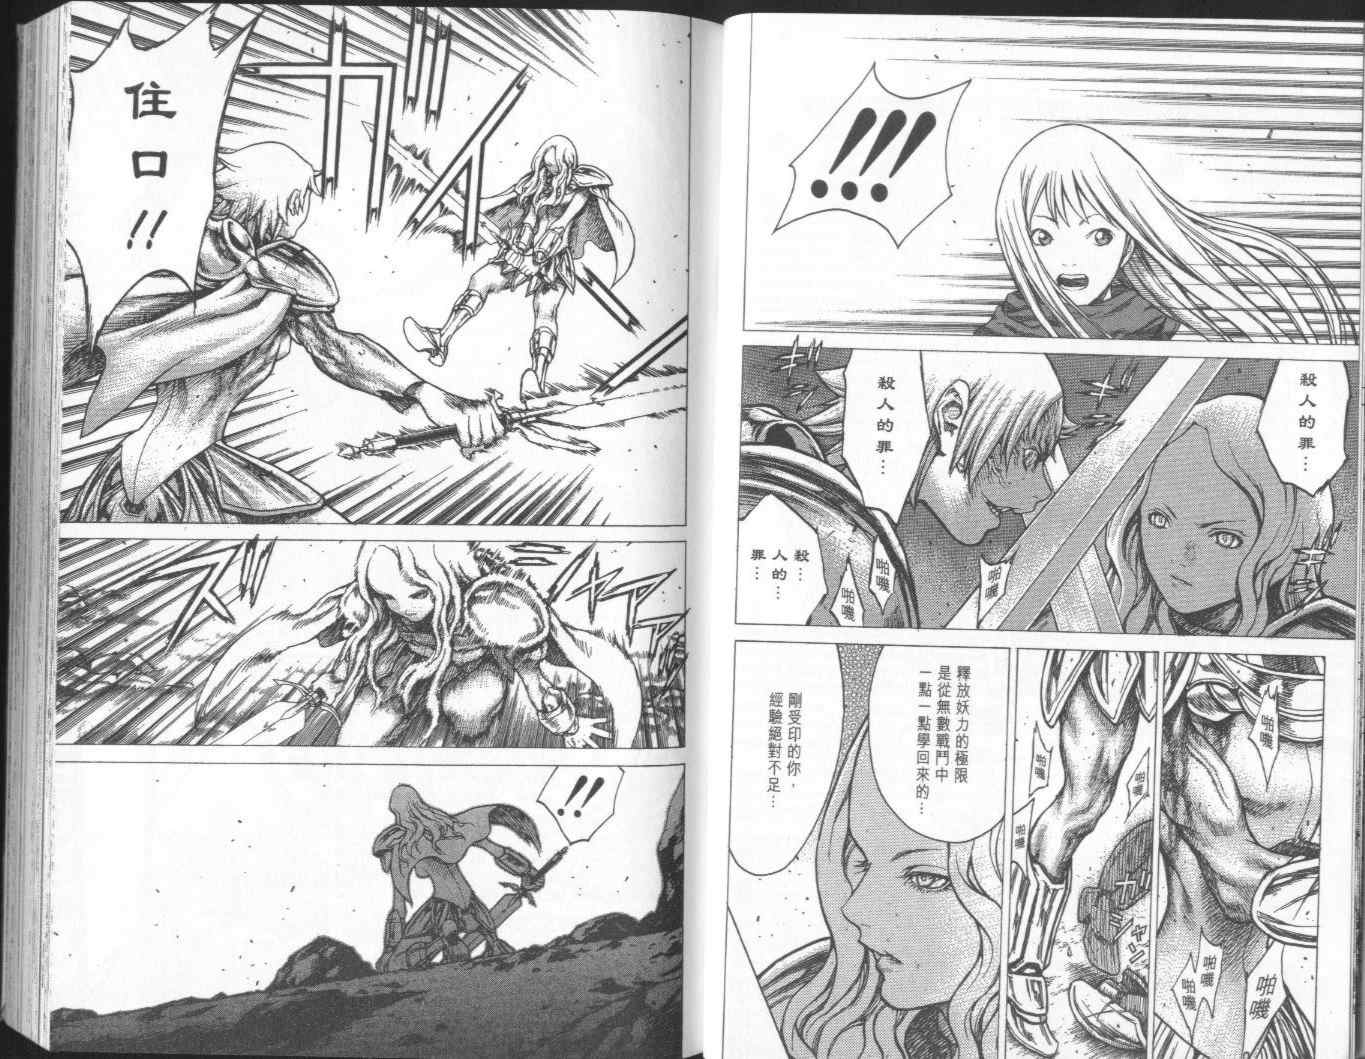 !!!
殺人的罪…
殺人的罪…
殺…
人的…
罪…
啪嘰
啪嘰
啪嘰
啪嘰
啪嘰
啪嘰
啪嘰
啪嘰
啪嘰
啪嘰
釋放妖力的極限
是從無數戰鬥中
一點一點學回來的…
剛受印的你，
經驗絕對不足…
住口!!
!!